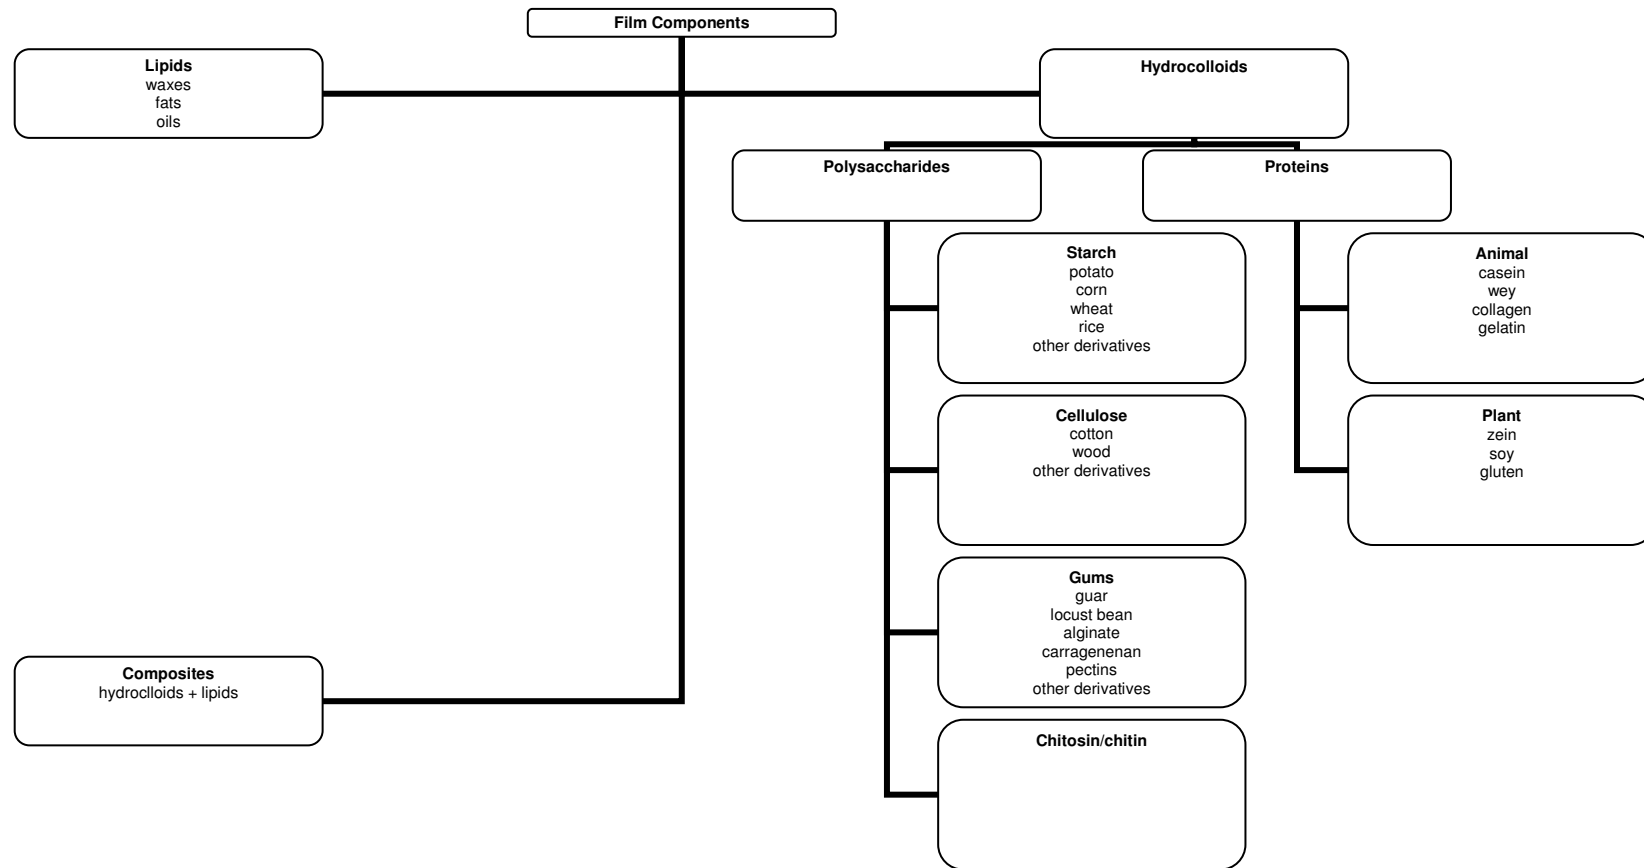 Film Components
Lipids
waxes
fats
oils
Hydrocolloids
Polysaccharides
Proteins
Starch
potato
corn
wheat
rice
other derivatives
Animal
casein
wey
collagen
gelatin
Cellulose
cotton
wood
other derivatives
Plant
zein
soy
gluten
Gums
guar
locust bean
alginate
carragenenan
pectins
other derivatives
Composites
hydroclloids + lipids
Chitosin/chitin